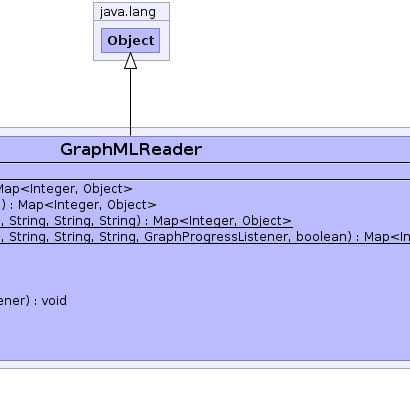 java.lang
Object
GraphMLReader
Map<Integer, Object>
) : Map<Integer, Object>
, String, String, String) : Map<Integer, Object>
, String, String, String, GraphProgressListener, boolean) : Map<In
ener) : void